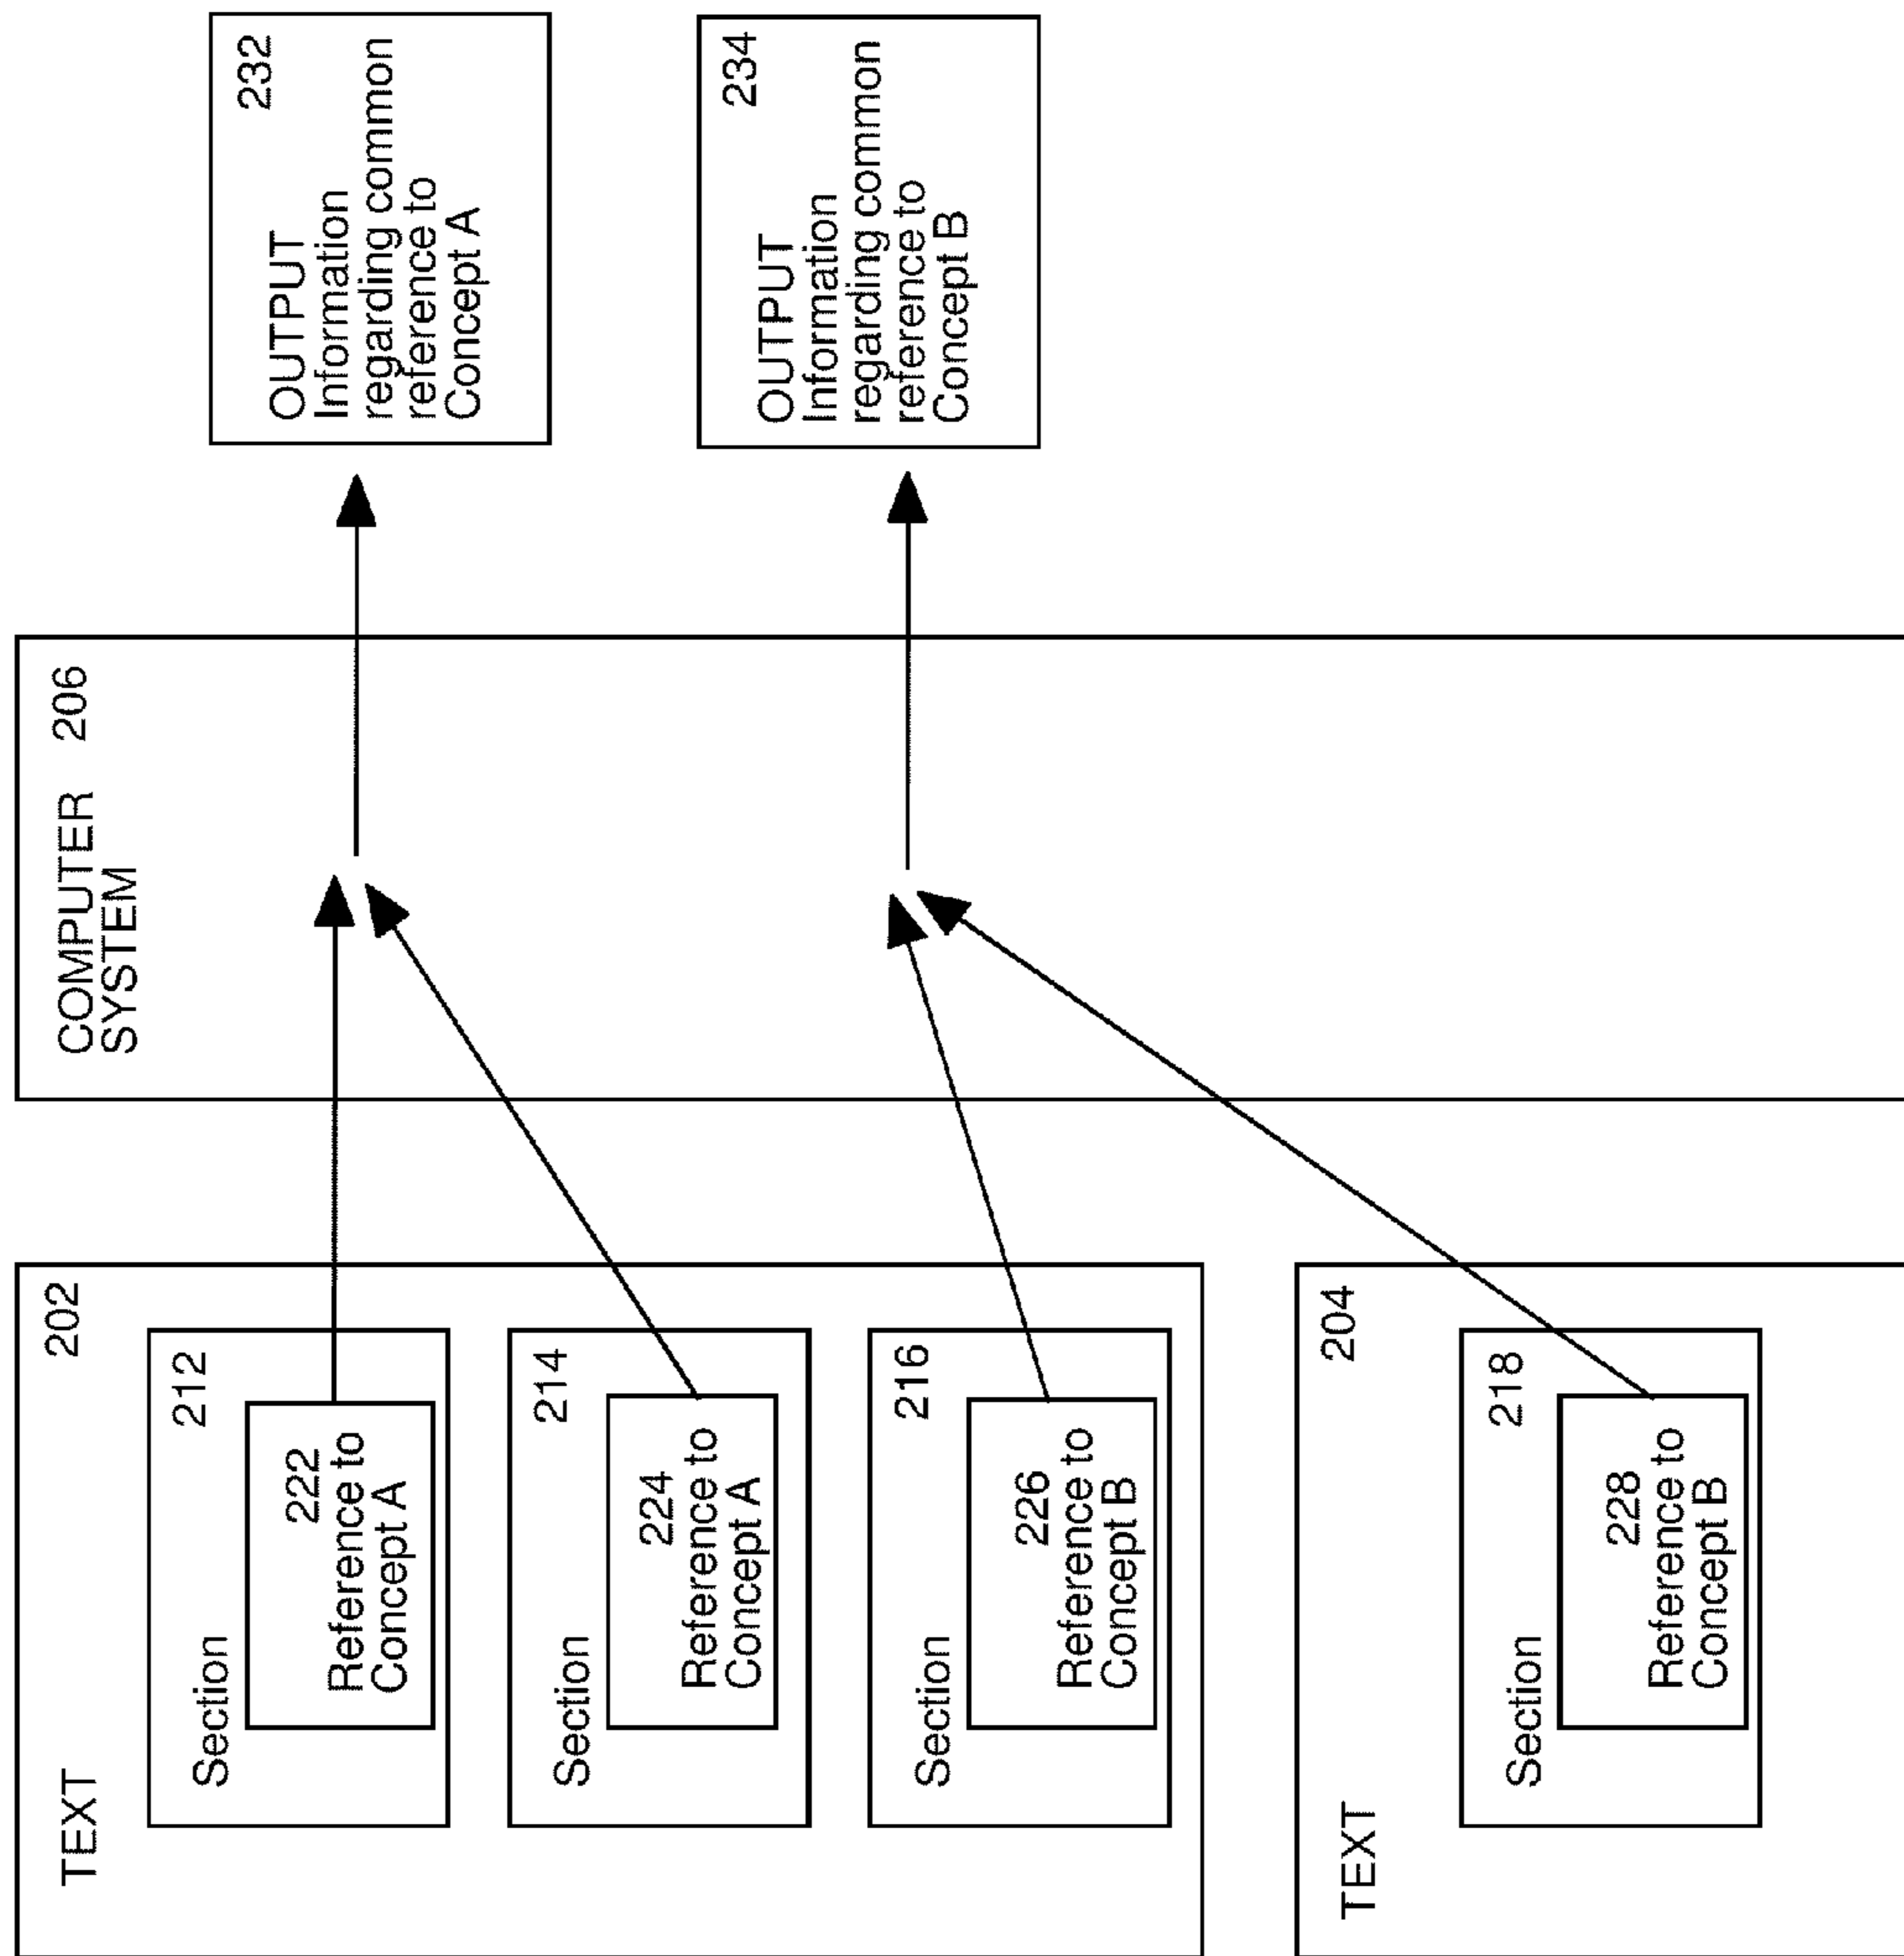 TEXT
202
Section
212
222
Reference to
Concept A
Section
214
224
Reference to
Concept A
Section
216
226
Reference to
Concept B
TEXT
204
Section
218
228
Reference to
Concept B
COMPUTER 206
SYSTEM
232
OUTPUT
Information
regarding common
reference to
Concept A
234
OUTPUT
Information
regarding common
reference to
Concept B